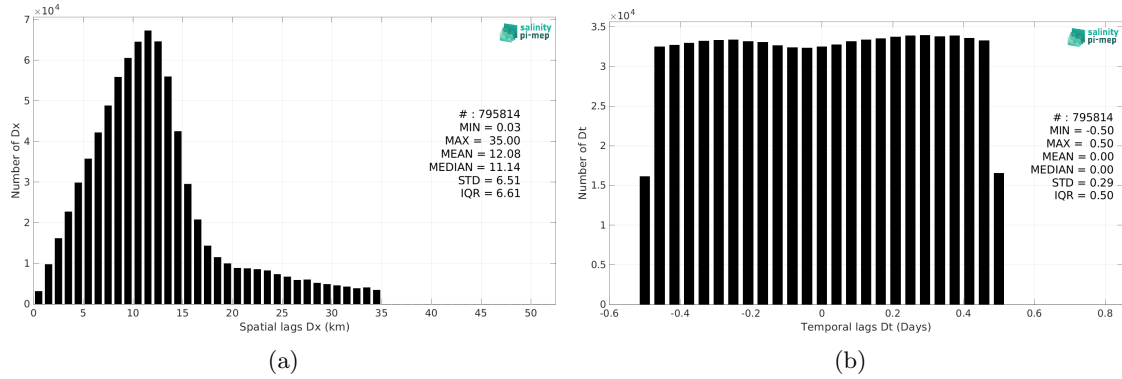 ×10⁴
7
6
5
4
3
2
1
0
Number of Dx
salinity
pi-mep
# : 795814
MIN = 0.03
MAX = 35.00
MEAN = 12.08
MEDIAN = 11.14
STD = 6.51
IQR = 6.61
0 5 10 15 20 25 30 35 40 45 50
Spatial lags Dx (km)
(a)
×10⁴
3.5
3
2.5
2
1.5
1
0.5
0
Number of Dt
salinity
pi-mep
# : 795814
MIN = -0.50
MAX = 0.50
MEAN = 0.00
MEDIAN = 0.00
STD = 0.29
IQR = 0.50
-0.6 -0.4 -0.2 0 0.2 0.4 0.6 0.8
Temporal lags Dt (Days)
(b)